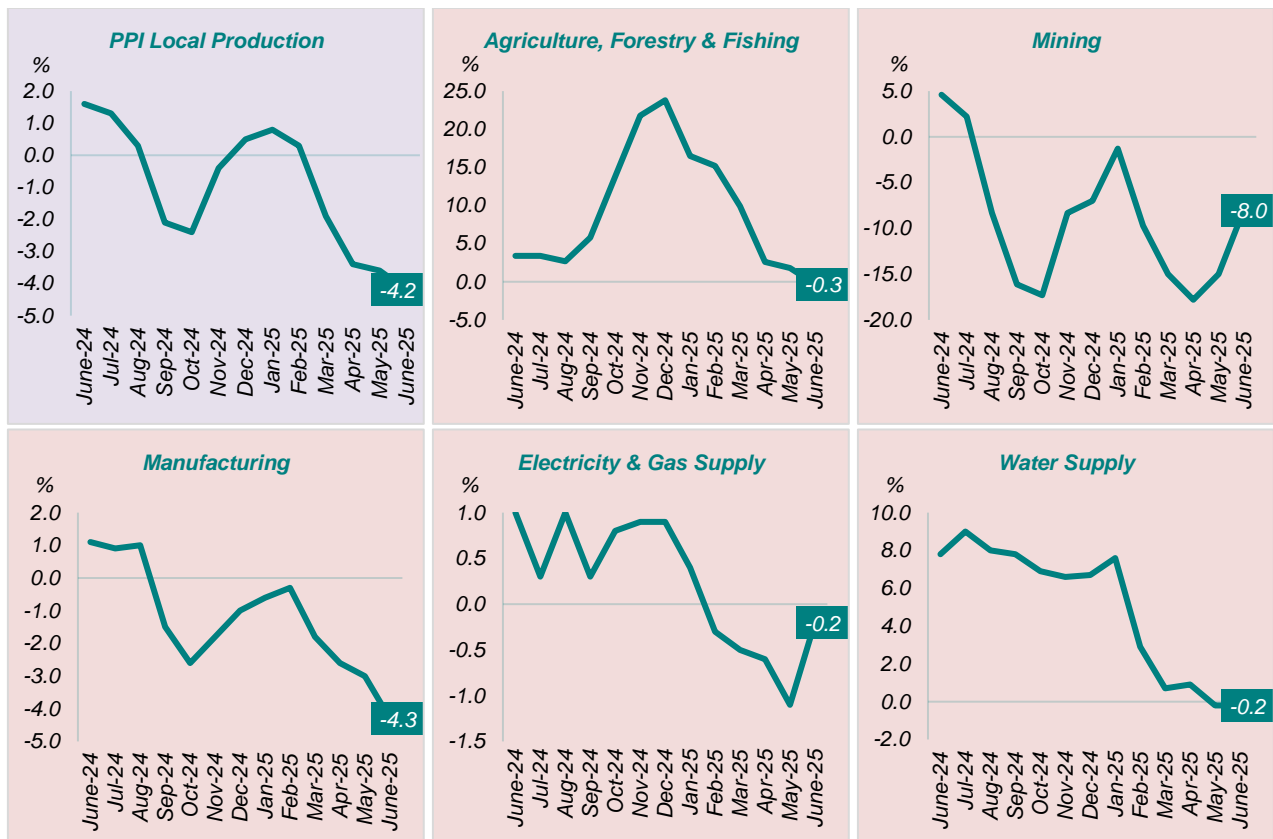 PPI Local Production
%
2.0
1.0
0.0
-1.0
-2.0
-3.0
-4.0
-5.0
-4.2
June-24
Jul-24
Aug-24
Sep-24
Oct-24
Nov-24
Dec-24
Jan-25
Feb-25
Mar-25
Apr-25
May-25
June-25
Agriculture, Forestry & Fishing
%
25.0
20.0
15.0
10.0
5.0
0.0
-5.0
-0.3
June-24
Jul-24
Aug-24
Sep-24
Oct-24
Nov-24
Dec-24
Jan-25
Feb-25
Mar-25
Apr-25
May-25
June-25
Mining
%
5.0
0.0
-5.0
-10.0
-15.0
-20.0
-8.0
June-24
Jul-24
Aug-24
Sep-24
Oct-24
Nov-24
Dec-24
Jan-25
Feb-25
Mar-25
Apr-25
May-25
June-25
Manufacturing
%
2.0
1.0
0.0
-1.0
-2.0
-3.0
-4.0
-5.0
-4.3
June-24
Jul-24
Aug-24
Sep-24
Oct-24
Nov-24
Dec-24
Jan-25
Feb-25
Mar-25
Apr-25
May-25
June-25
Electricity & Gas Supply
%
1.0
0.5
0.0
-0.5
-1.0
-1.5
-0.2
June-24
Jul-24
Aug-24
Sep-24
Oct-24
Nov-24
Dec-24
Jan-25
Feb-25
Mar-25
Apr-25
May-25
June-25
Water Supply
%
10.0
8.0
6.0
4.0
2.0
0.0
-2.0
-0.2
June-24
Jul-24
Aug-24
Sep-24
Oct-24
Nov-24
Dec-24
Jan-25
Feb-25
Mar-25
Apr-25
May-25
June-25